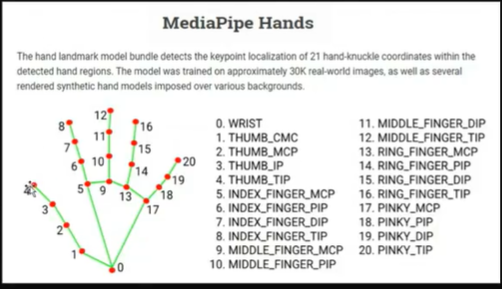 MediaPipe Hands
The hand landmark model bundle detects the keypoint localization of 21 hand-knuckle coordinates within the
detected hand regions. The model was trained on approximately 30K real-world images, as well as several
rendered synthetic hand models imposed over various backgrounds.
12
8
16
11
7
15
20
6
10
14
19
5
9
13
18
17
4
3
2
1
0
0. WRIST
1. THUMB_CMC
2. THUMB_MCP
3. THUMB_IP
4. THUMB_TIP
5. INDEX_FINGER_MCP
6. INDEX_FINGER_PIP
7. INDEX_FINGER_DIP
8. INDEX_FINGER_TIP
9. MIDDLE_FINGER_MCP
10. MIDDLE_FINGER_PIP
11. MIDDLE_FINGER_DIP
12. MIDDLE_FINGER_TIP
13. RING_FINGER_MCP
14. RING_FINGER_PIP
15. RING_FINGER_DIP
16. RING_FINGER_TIP
17. PINKY_MCP
18. PINKY_PIP
19. PINKY_DIP
20. PINKY_TIP